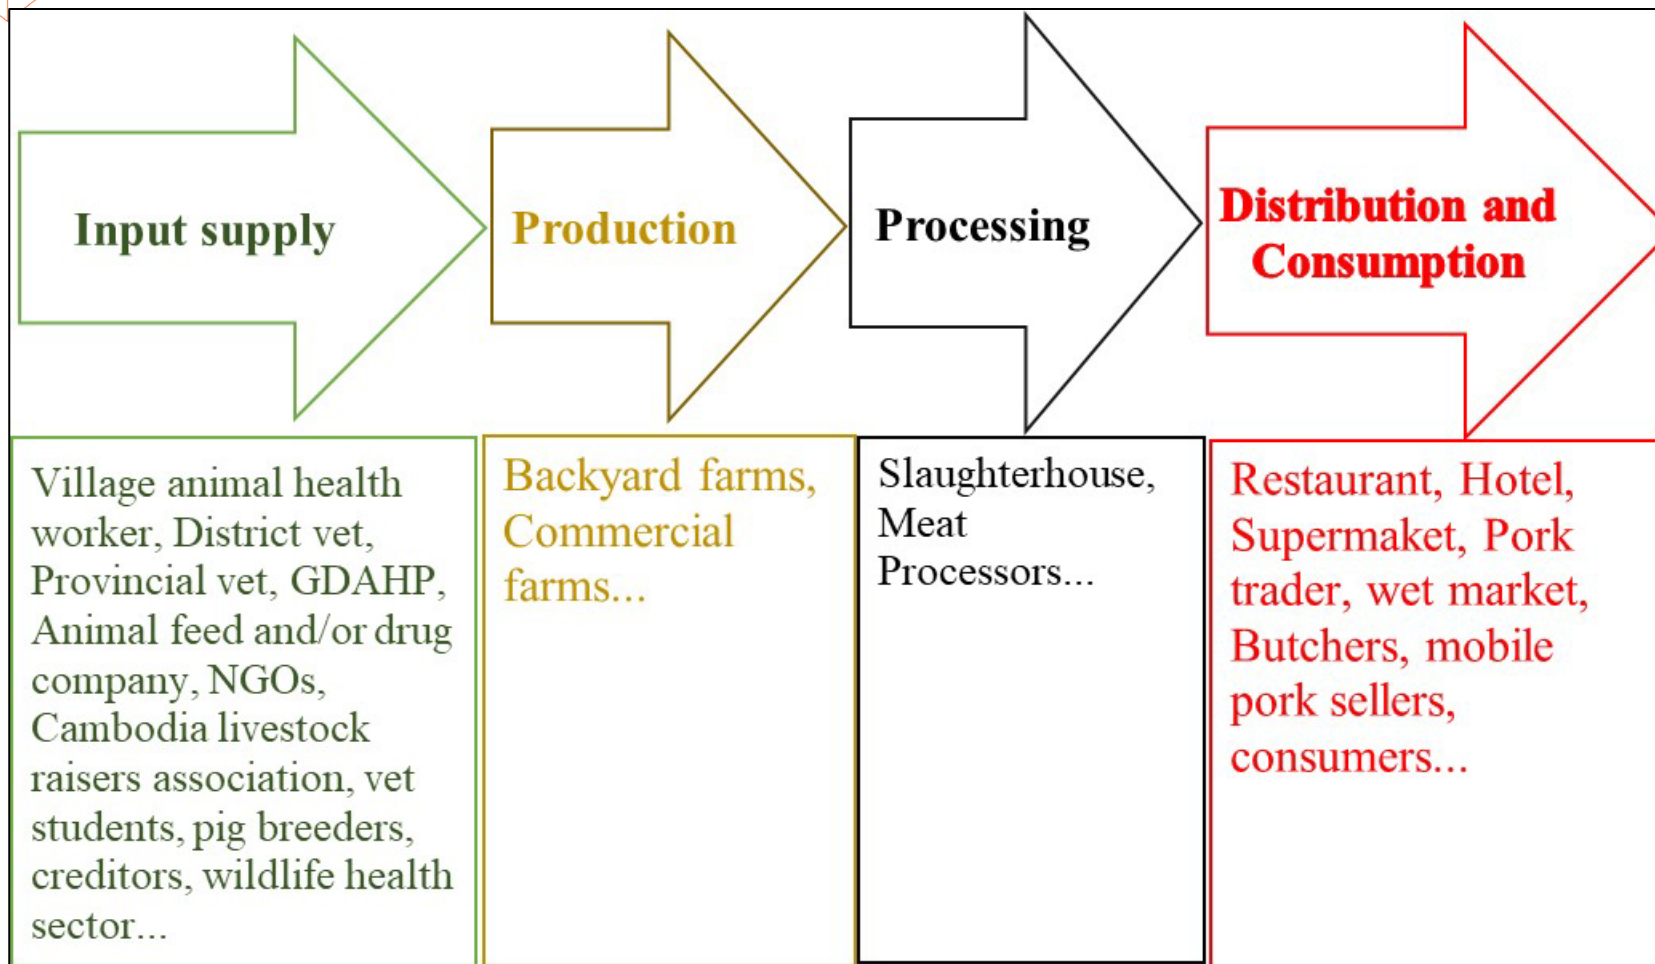 Input supply
Production
Processing
Distribution and
Consumption
Village animal health
worker, District vet,
Provincial vet, GDAHP,
Animal feed and/or drug
company, NGOs,
Cambodia livestock
raisers association, vet
students, pig breeders,
creditors, wildlife health
sector...
Backyard farms,
Commercial
farms...
Slaughterhouse,
Meat
Processors...
Restaurant, Hotel,
Supermaket, Pork
trader, wet market,
Butchers, mobile
pork sellers,
consumers...